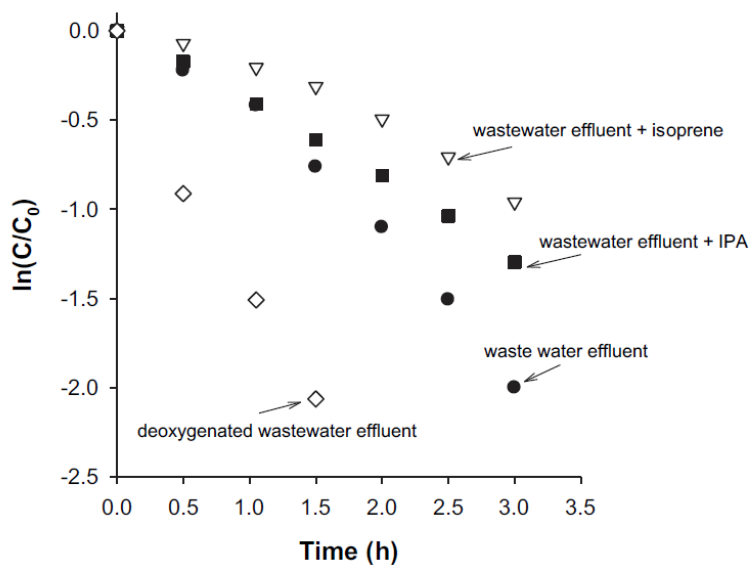 0.0
-0.5
-1.0
-1.5
-2.0
-2.5
ln(C/C₀)
wastewater effluent + isoprene
wastewater effluent + IPA
waste water effluent
deoxygenated wastewater effluent
0.0 0.5 1.0 1.5 2.0 2.5 3.0 3.5
Time (h)